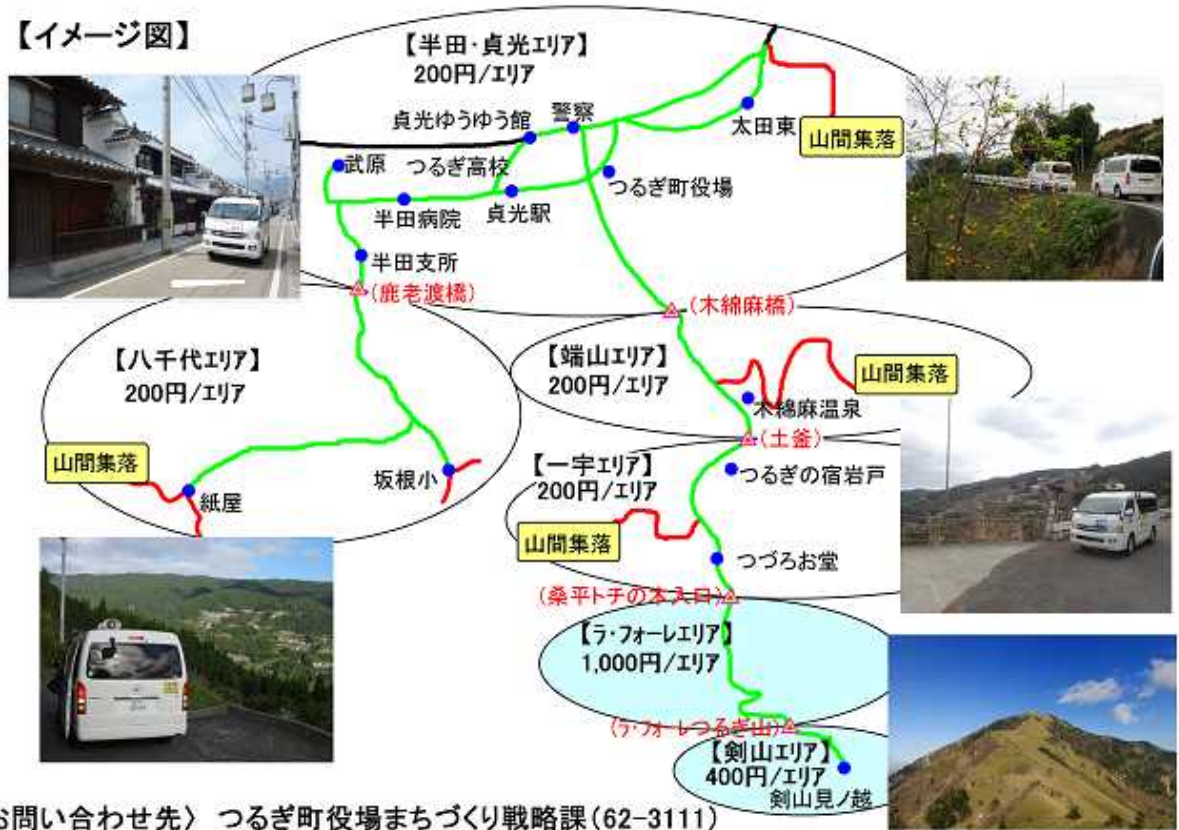 【イメージ図】
【半田・貞光エリア】
200円/エリア
貞光ゆうゆう館
警察
太田東
山間集落
武原
つるぎ高校
つるぎ町役場
半田病院
貞光駅
半田支所
(鹿老渡橋)
(木綿麻橋)
【八千代エリア】
200円/エリア
【端山エリア】
200円/エリア
山間集落
木綿麻温泉
(土釜)
山間集落
紙屋
坂根小
【一宇エリア】
200円/エリア
つるぎの宿岩戸
山間集落
つづろお堂
(桑平トチの木入口)
【ラ・フォーレエリア】
1,000円/エリア
(ラ・フォーレつるぎ山)
【剣山エリア】
400円/エリア
剣山見ノ越
お問い合わせ先〉 つるぎ町役場まちづくり戦略課(62-3111)